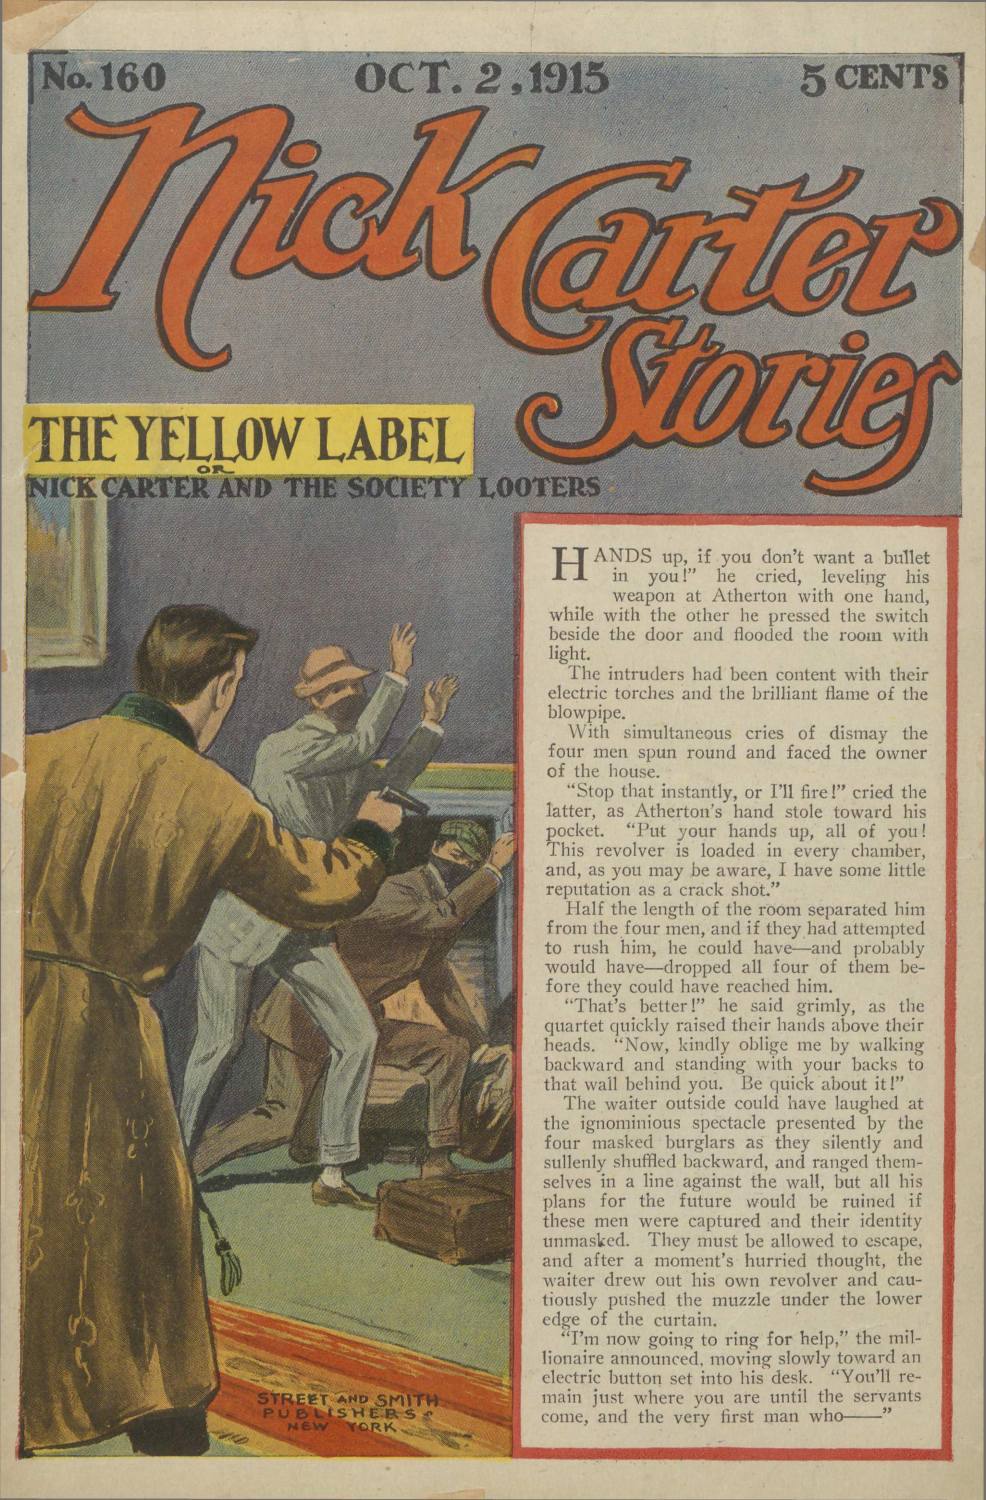 No. 160 OCT. 2, 1915 5 CENTS
Nick Carter
Stories
THE YELLOW LABEL
OR
NICK CARTER AND THE SOCIETY LOOTERS
HANDS up, if you don't want a bullet
in you!" he cried, leveling his
weapon at Atherton with one hand,
while with the other he pressed the switch
beside the door and flooded the room with
light.
The intruders had been content with their
electric torches and the brilliant flame of the
blowpipe.
With simultaneous cries of dismay the
four men spun round and faced the owner
of the house.
"Stop that instantly, or I'll fire!" cried the
latter, as Atherton's hand stole toward his
pocket. "Put your hands up, all of you!
This revolver is loaded in every chamber,
and, as you may be aware, I have some little
reputation as a crack shot."
Half the length of the room separated him
from the four men, and if they had attempted
to rush him, he could have—and probably
would have—dropped all four of them be-
fore they could have reached him.
"That's better!" he said grimly, as the
quartet quickly raised their hands above their
heads. "Now, kindly oblige me by walking
backward and standing with your backs to
that wall behind you. Be quick about it!"
The waiter outside could have laughed at
the ignominious spectacle presented by the
four masked burglars as they silently and
sullenly shuffled backward, and ranged them-
selves in a line against the wall, but all his
plans for the future would be ruined if
these men were captured and their identity
unmasked. They must be allowed to escape,
and after a moment's hurried thought, the
waiter drew out his own revolver and cau-
tiously pushed the muzzle under the lower
edge of the curtain.
"I'm now going to ring for help," the mil-
lionaire announced, moving slowly toward an
electric button set into his desk. "You'll re-
main just where you are until the servants
come, and the very first man who——"
STREET AND SMITH
PUBLISHERS
NEW YORK